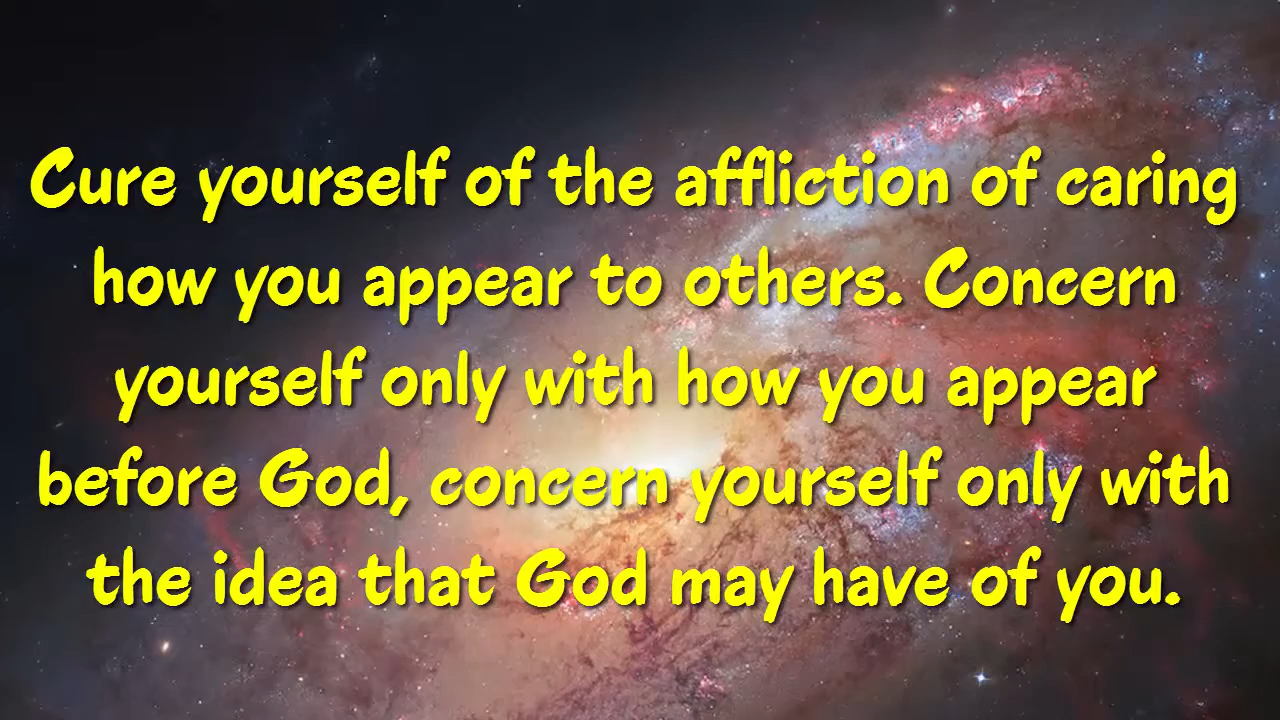 Cure yourself of the affliction of caring
how you appear to others. Concern
yourself only with how you appear
before God, concern yourself only with
the idea that God may have of you.